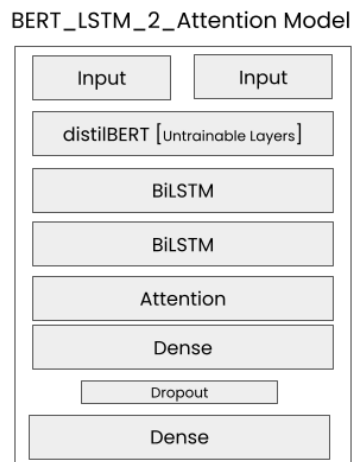 BERT_LSTM_2_Attention Model
Input Input
distilBERT [Untrainable Layers]
BiLSTM
BiLSTM
Attention
Dense
Dropout
Dense